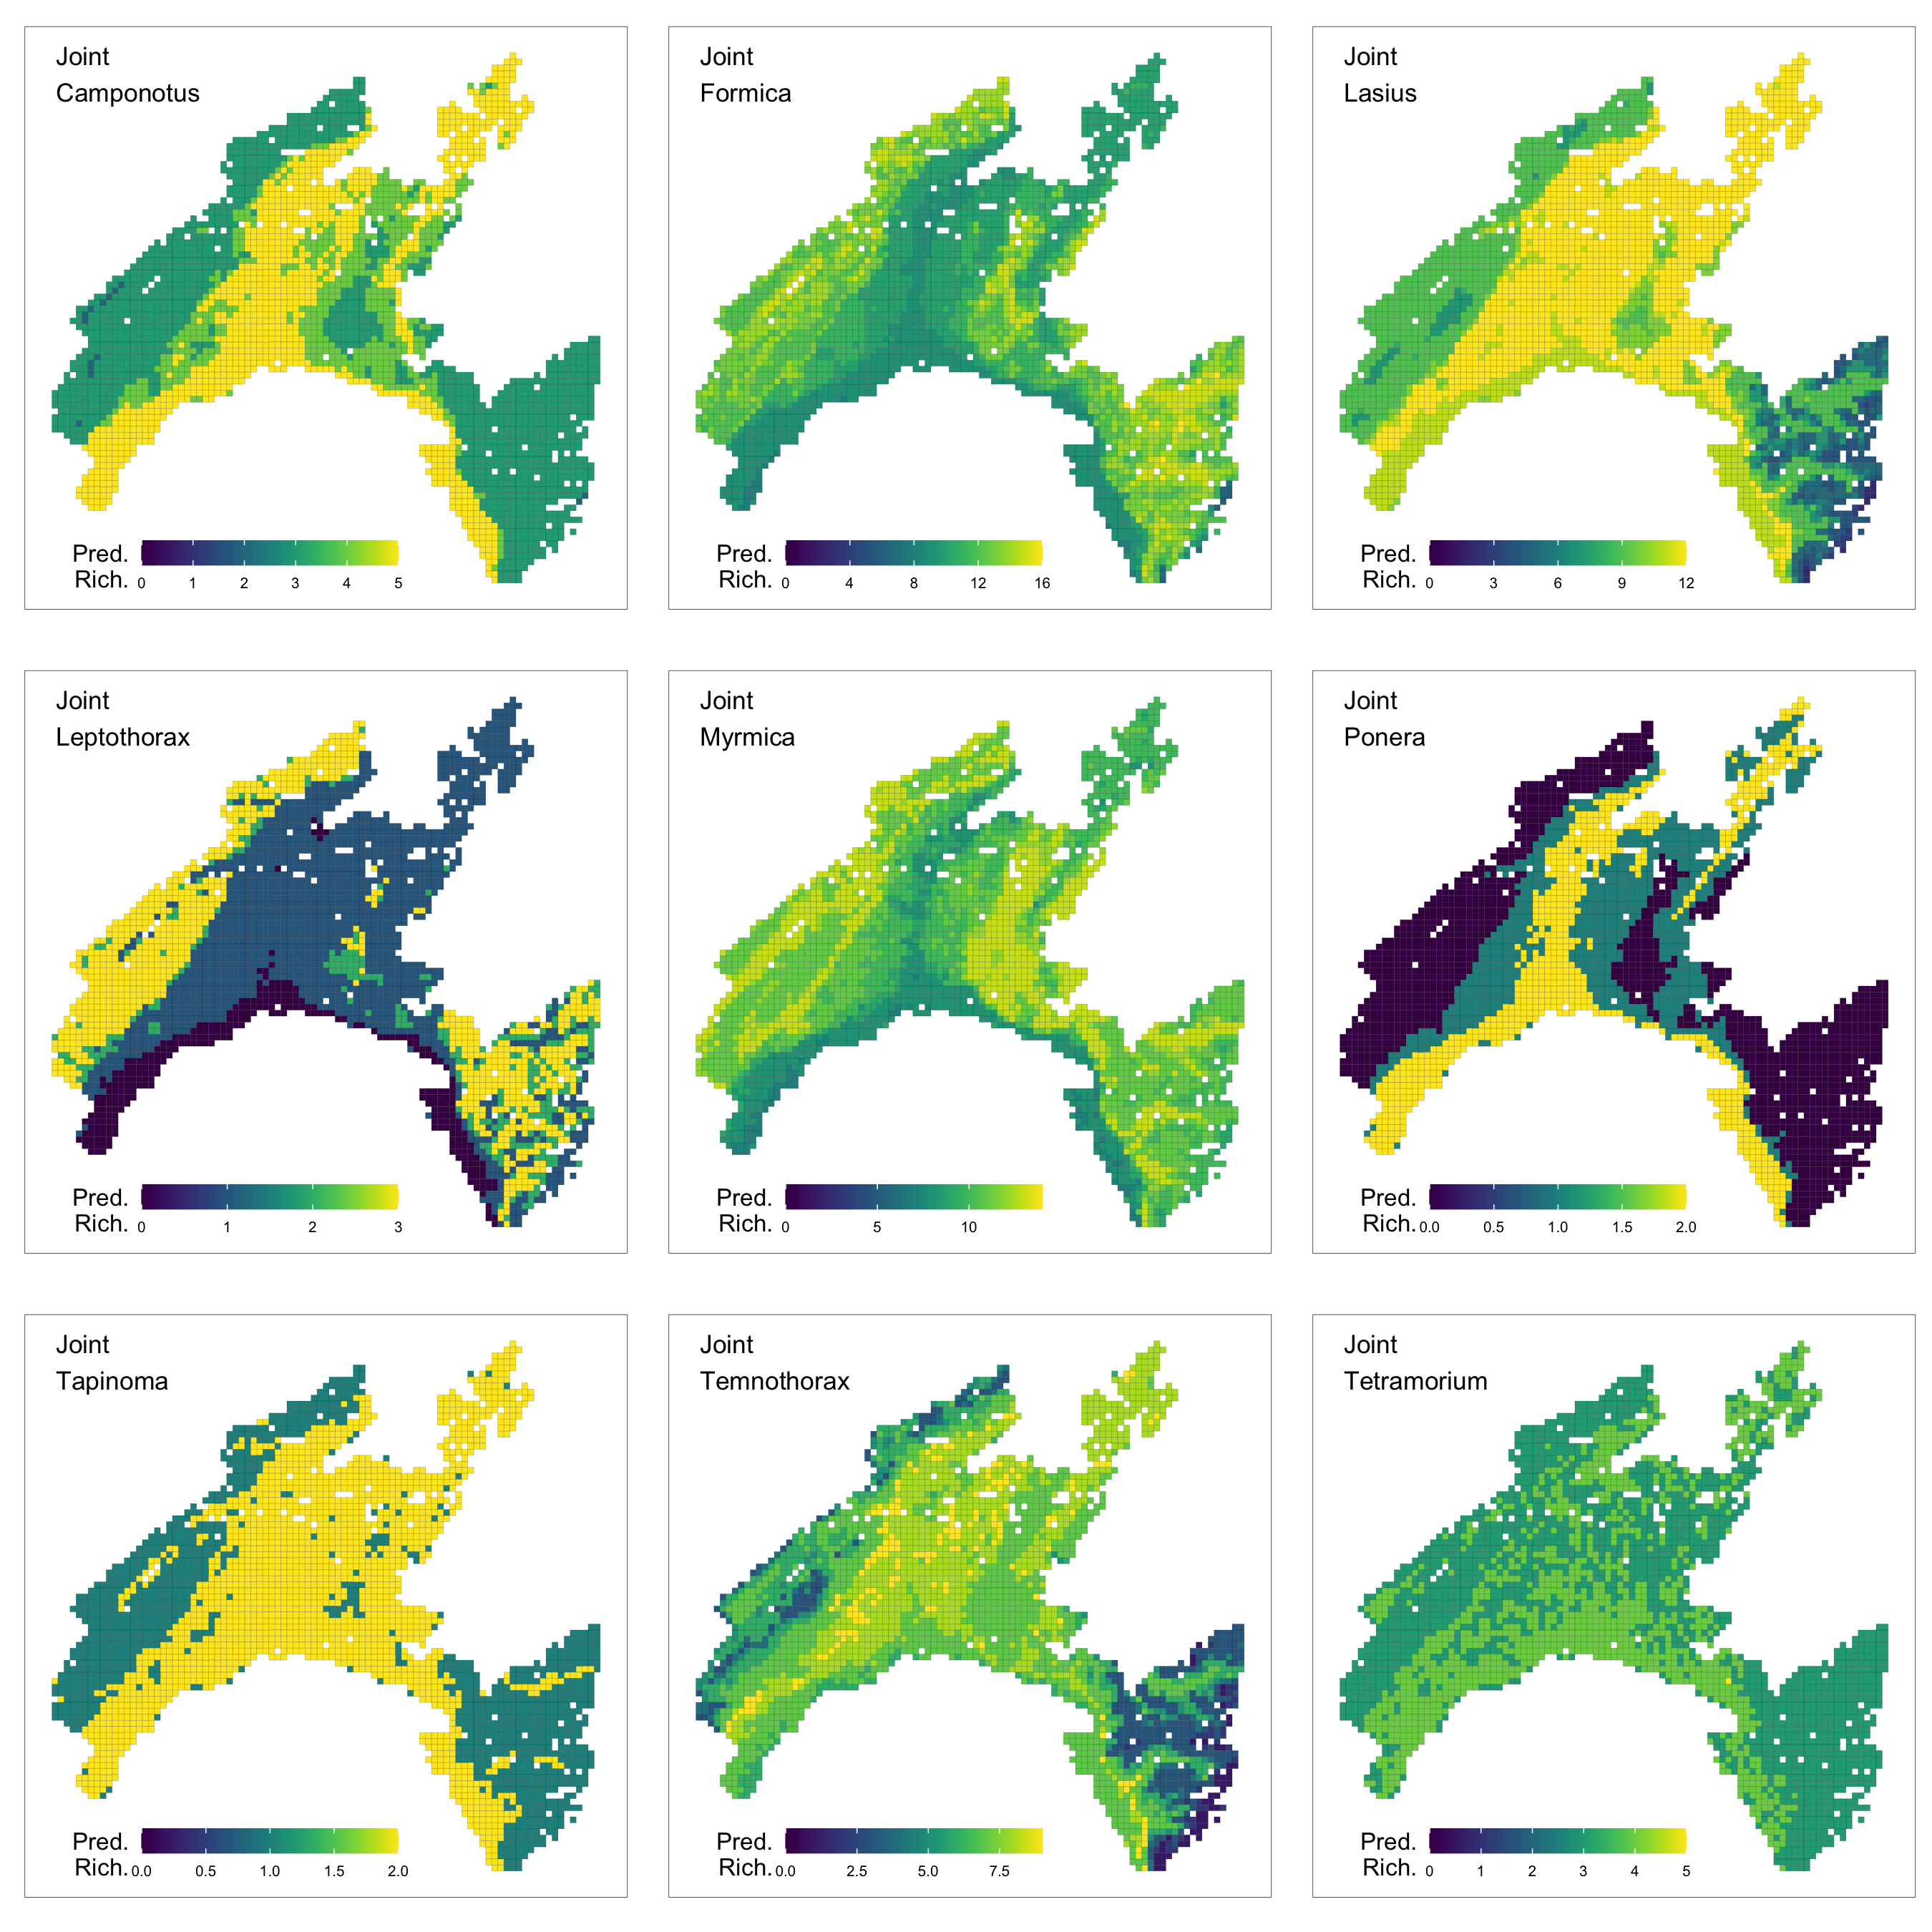 Joint
Camponotus
Pred.
Rich.
0 1 2 3 4 5
Joint
Formica
Pred.
Rich.
0 4 8 12 16
Joint
Lasius
Pred.
Rich.
0 3 6 9 12
Joint
Leptothorax
Pred.
Rich.
0 1 2 3
Joint
Myrmica
Pred.
Rich.
0 5 10
Joint
Ponera
Pred.
Rich.
0.0 0.5 1.0 1.5 2.0
Joint
Tapinoma
Pred.
Rich.
0.0 0.5 1.0 1.5 2.0
Joint
Temnothorax
Pred.
Rich.
0.0 2.5 5.0 7.5
Joint
Tetramorium
Pred.
Rich.
0 1 2 3 4 5